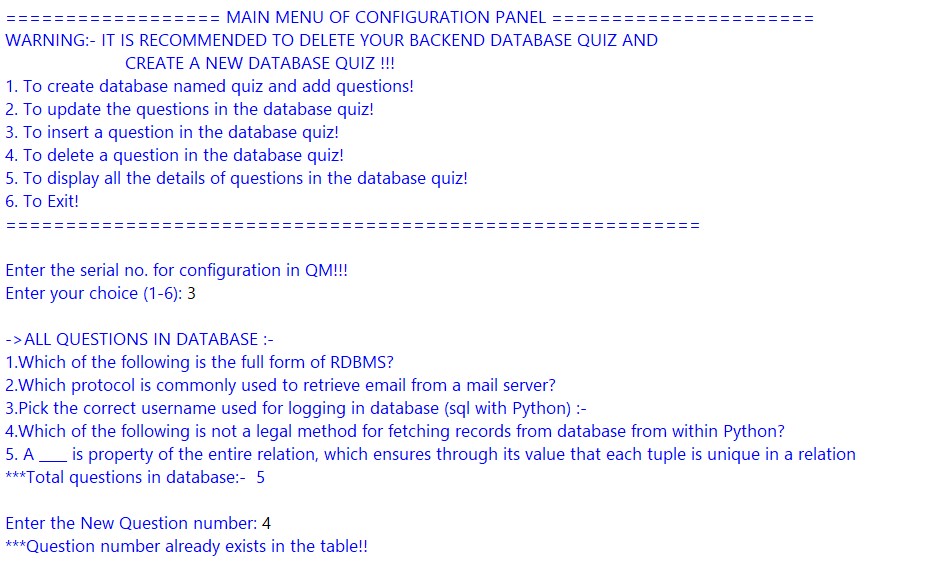 ================== MAIN MENU OF CONFIGURATION PANEL ======================
WARNING:- IT IS RECOMMENDED TO DELETE YOUR BACKEND DATABASE QUIZ AND
CREATE A NEW DATABASE QUIZ !!!
1. To create database named quiz and add questions!
2. To update the questions in the database quiz!
3. To insert a question in the database quiz!
4. To delete a question in the database quiz!
5. To display all the details of questions in the database quiz!
6. To Exit!
==========================================================

Enter the serial no. for configuration in QM!!!
Enter your choice (1-6): 3

->ALL QUESTIONS IN DATABASE :-
1.Which of the following is the full form of RDBMS?
2.Which protocol is commonly used to retrieve email from a mail server?
3.Pick the correct username used for logging in database (sql with Python) :-
4.Which of the following is not a legal method for fetching records from database from within Python?
5. A ___ is property of the entire relation, which ensures through its value that each tuple is unique in a relation
***Total questions in database:-  5

Enter the New Question number: 4
***Question number already exists in the table!!